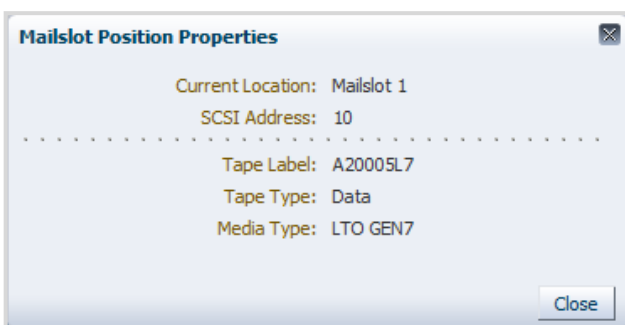 Mailslot Position Properties
Current Location: Mailslot 1
SCSI Address: 10
Tape Label: A20005L7
Tape Type: Data
Media Type: LTO GEN7
Close